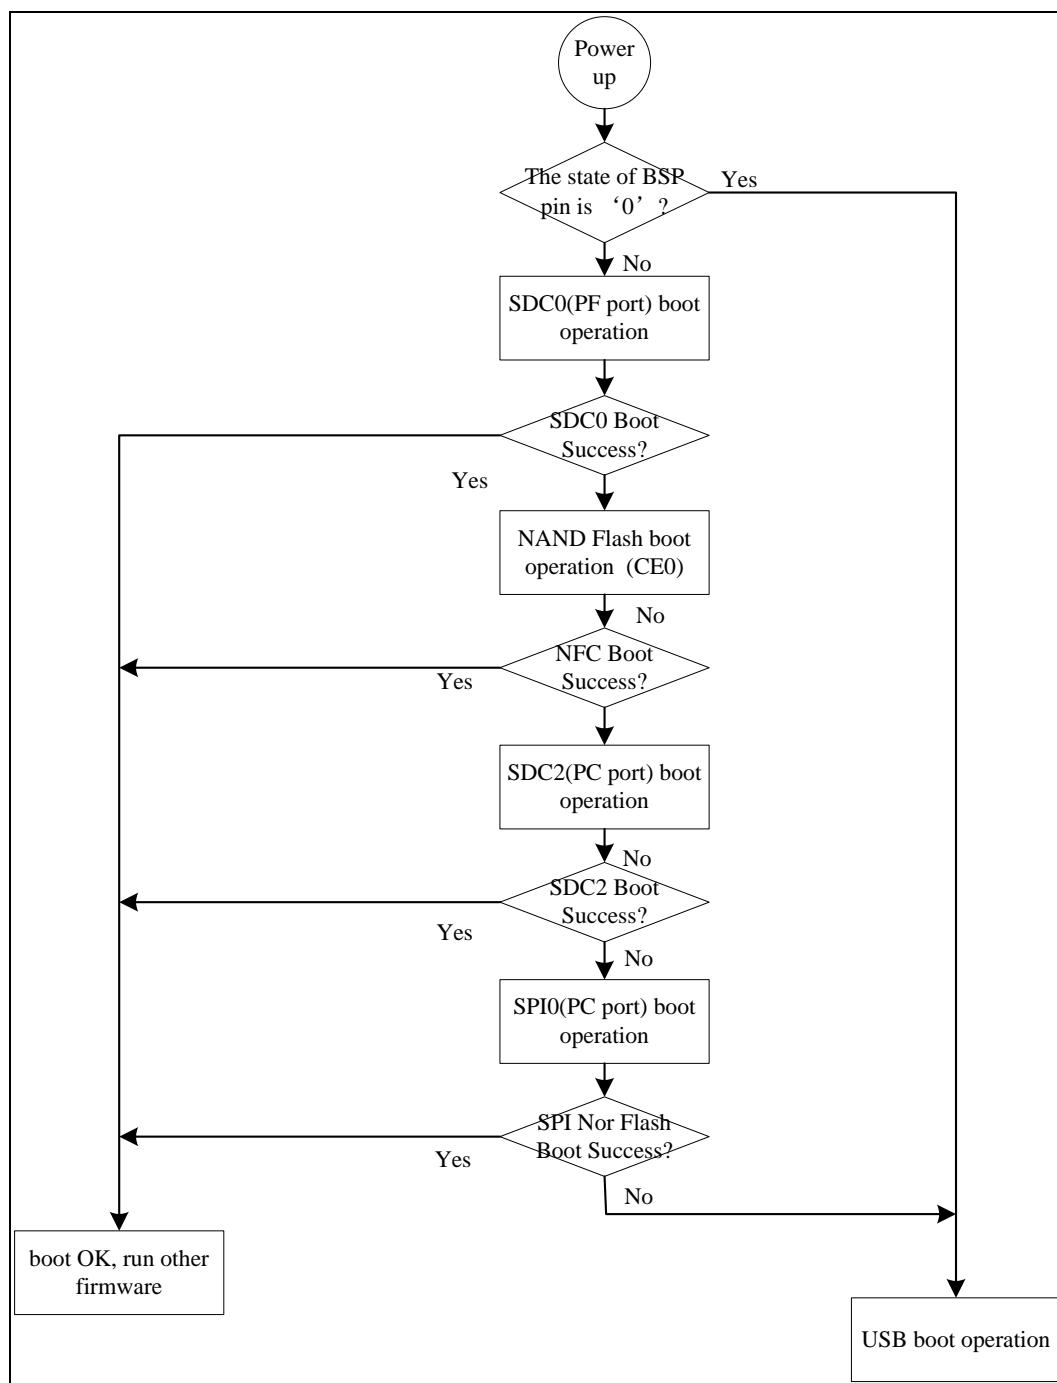 Power
up
The state of BSP
pin is ‘0’ ?
Yes
No
SDC0(PF port) boot
operation
SDC0 Boot
Success?
Yes
NAND Flash boot
operation (CE0)
No
NFC Boot
Success?
Yes
SDC2(PC port) boot
operation
No
SDC2 Boot
Success?
Yes
No
SPI0(PC port) boot
operation
SPI Nor Flash
Boot Success?
Yes
No
boot OK, run other
firmware
USB boot operation